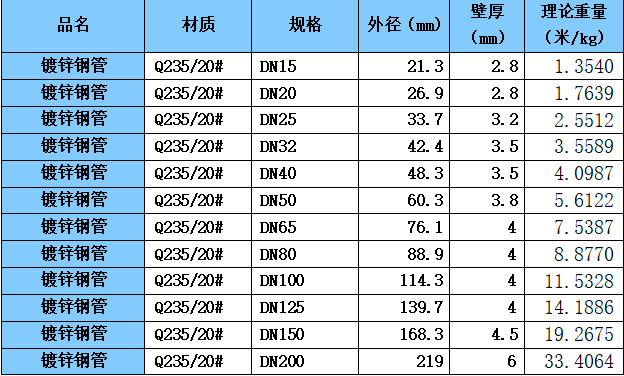 品名 材质 规格 外径（mm） 壁厚（mm） 理论重量（米/kg）
镀锌钢管 Q235/20# DN15 21.3 2.8 1.3540
镀锌钢管 Q235/20# DN20 26.9 2.8 1.7639
镀锌钢管 Q235/20# DN25 33.7 3.2 2.5512
镀锌钢管 Q235/20# DN32 42.4 3.5 3.5589
镀锌钢管 Q235/20# DN40 48.3 3.5 4.0987
镀锌钢管 Q235/20# DN50 60.3 3.8 5.6122
镀锌钢管 Q235/20# DN65 76.1 4 7.5387
镀锌钢管 Q235/20# DN80 88.9 4 8.8770
镀锌钢管 Q235/20# DN100 114.3 4 11.5328
镀锌钢管 Q235/20# DN125 139.7 4 14.1886
镀锌钢管 Q235/20# DN150 168.3 4.5 19.2675
镀锌钢管 Q235/20# DN200 219 6 33.4064